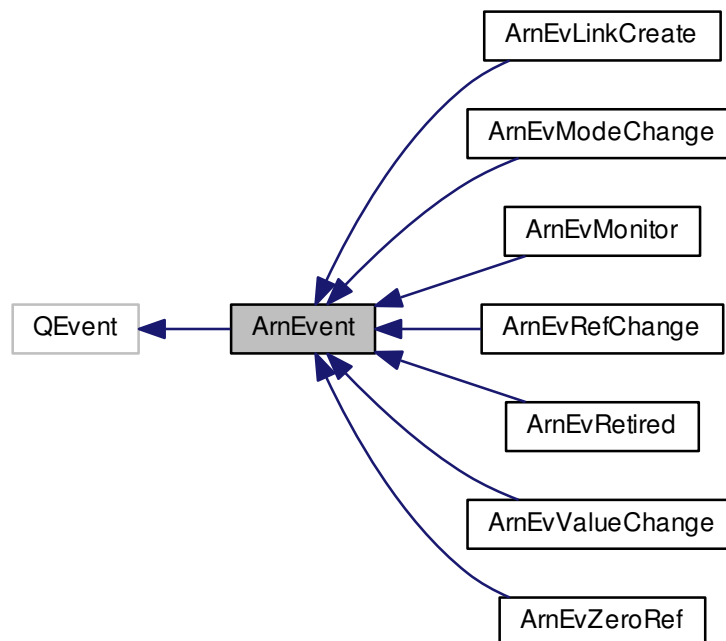 ArnEvLinkCreate
ArnEvModeChange
ArnEvMonitor
QEvent
ArnEvent
ArnEvRefChange
ArnEvRetired
ArnEvValueChange
ArnEvZeroRef